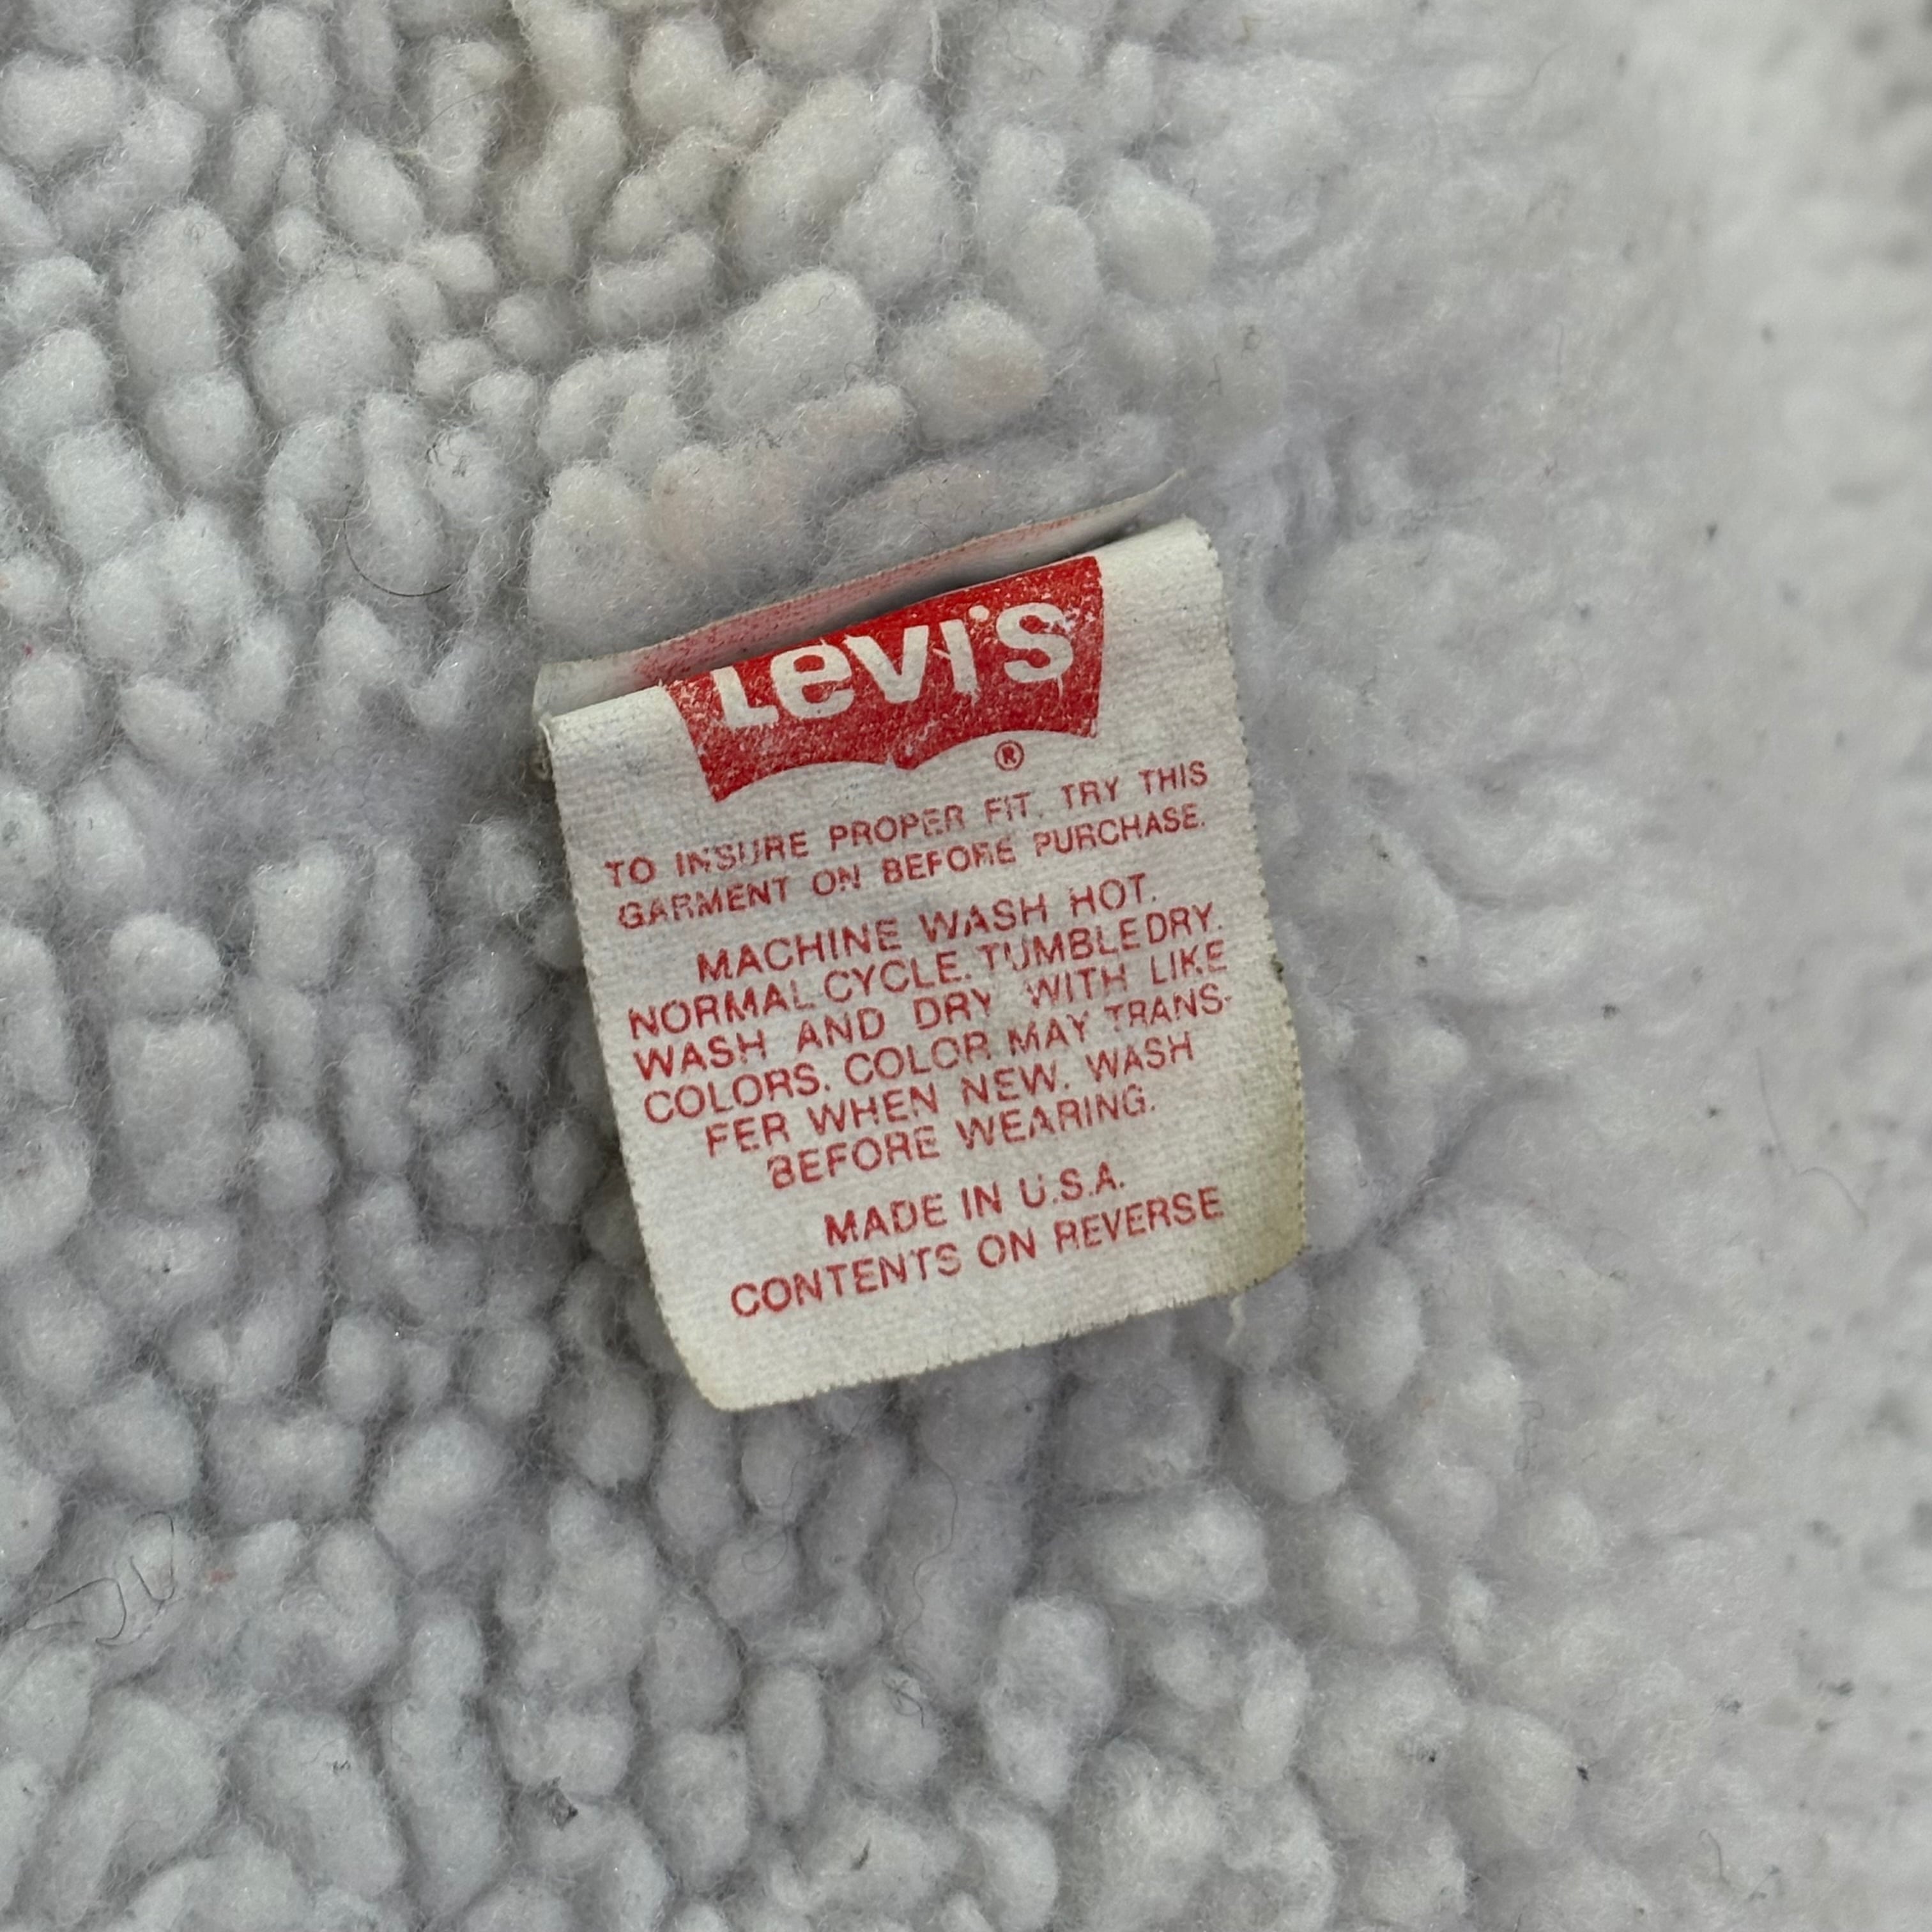 Levi's
®
TO INSURE PROPER FIT, TRY THIS
GARMENT ON BEFORE PURCHASE.
MACHINE WASH HOT.
NORMAL CYCLE. TUMBLE DRY.
WASH AND DRY WITH LIKE
COLORS. COLOR MAY TRANS-
FER WHEN NEW. WASH
BEFORE WEARING.
MADE IN U.S.A.
CONTENTS ON REVERSE